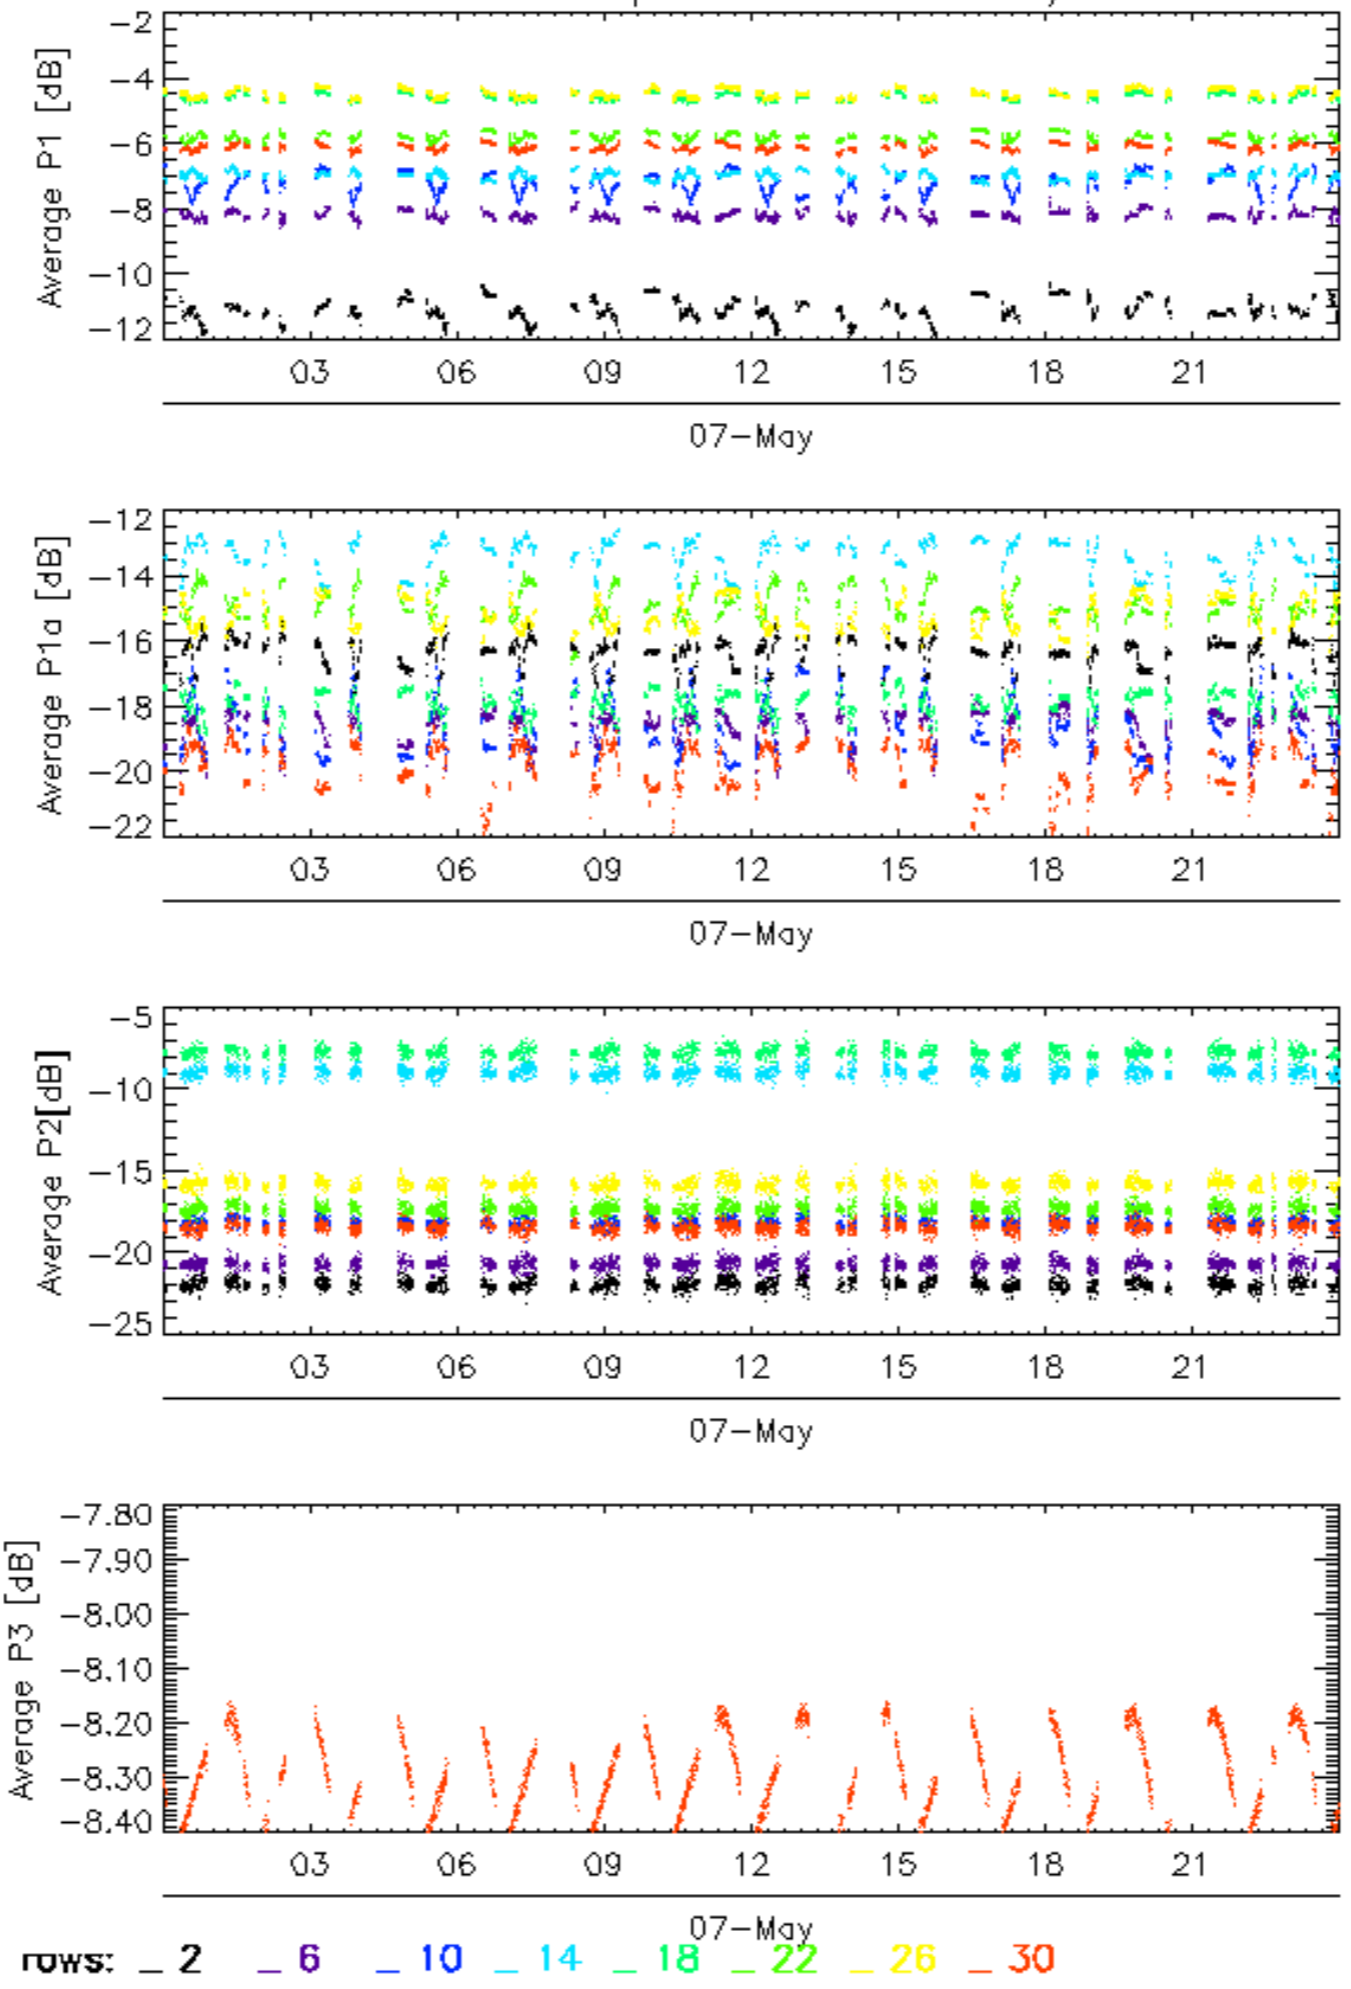 Average P1 [dB]
-2
-4
-6
-8
-10
-12
03 06 09 12 15 18 21
07-May
Average P1a [dB]
-12
-14
-16
-18
-20
-22
03 06 09 12 15 18 21
07-May
Average P2[dB]
-5
-10
-15
-20
-25
03 06 09 12 15 18 21
07-May
Average P3 [dB]
-7.80
-7.90
-8.00
-8.10
-8.20
-8.30
-8.40
03 06 09 12 15 18 21
07-May
rows: _ 2 _ 6 _ 10 _ 14 _ 18 _ 22 _ 26 _ 30